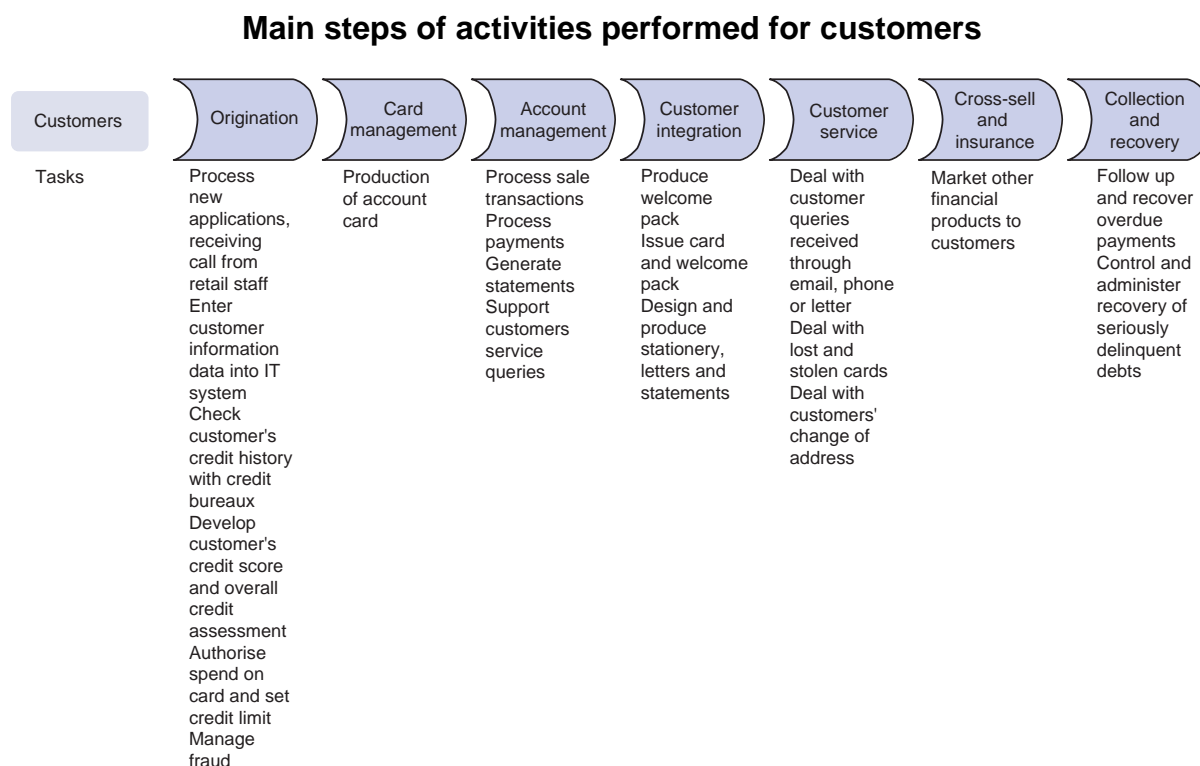 Main steps of activities performed for customers
Customers
Origination
Card
management
Account
management
Customer
integration
Customer
service
Cross-sell
and
insurance
Collection
and
recovery
Tasks
Process
new
applications,
receiving
call from
retail staff
Enter
customer
information
data into IT
system
Check
customer's
credit history
with credit
bureaux
Develop
customer's
credit score
and overall
credit
assessment
Authorise
spend on
card and set
credit limit
Manage
fraud
Production
of account
card
Process sale
transactions
Process
payments
Generate
statements
Support
customers
service
queries
Produce
welcome
pack
Issue card
and welcome
pack
Design and
produce
stationery,
letters and
statements
Deal with
customer
queries
received
through
email, phone
or letter
Deal with
lost and
stolen cards
Deal with
customers'
change of
address
Market other
financial
products to
customers
Follow up
and recover
overdue
payments
Control and
administer
recovery of
seriously
delinquent
debts